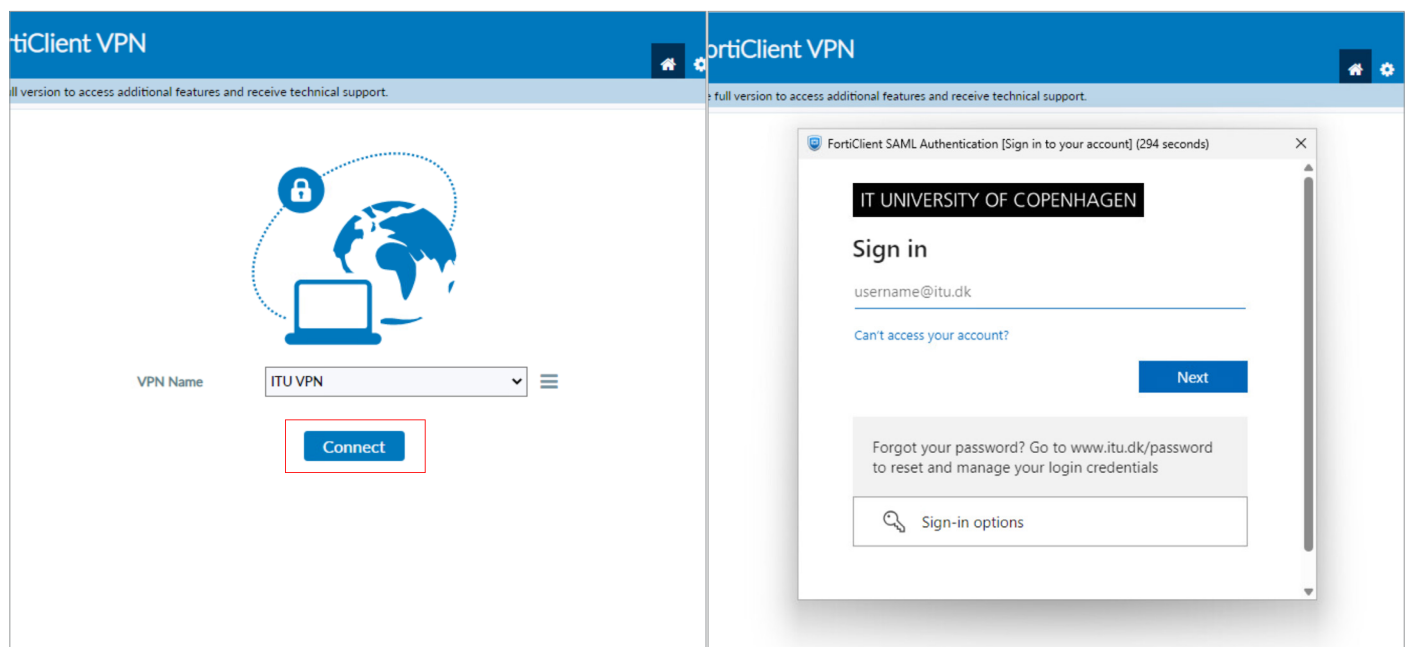 tiClient VPN
ll version to access additional features and receive technical support.
VPN Name
ITU VPN
Connect
ortiClient VPN
e full version to access additional features and receive technical support.
FortiClient SAML Authentication [Sign in to your account] (294 seconds)
IT UNIVERSITY OF COPENHAGEN
Sign in
username@itu.dk
Can't access your account?
Next
Forgot your password? Go to www.itu.dk/password
to reset and manage your login credentials
Sign-in options